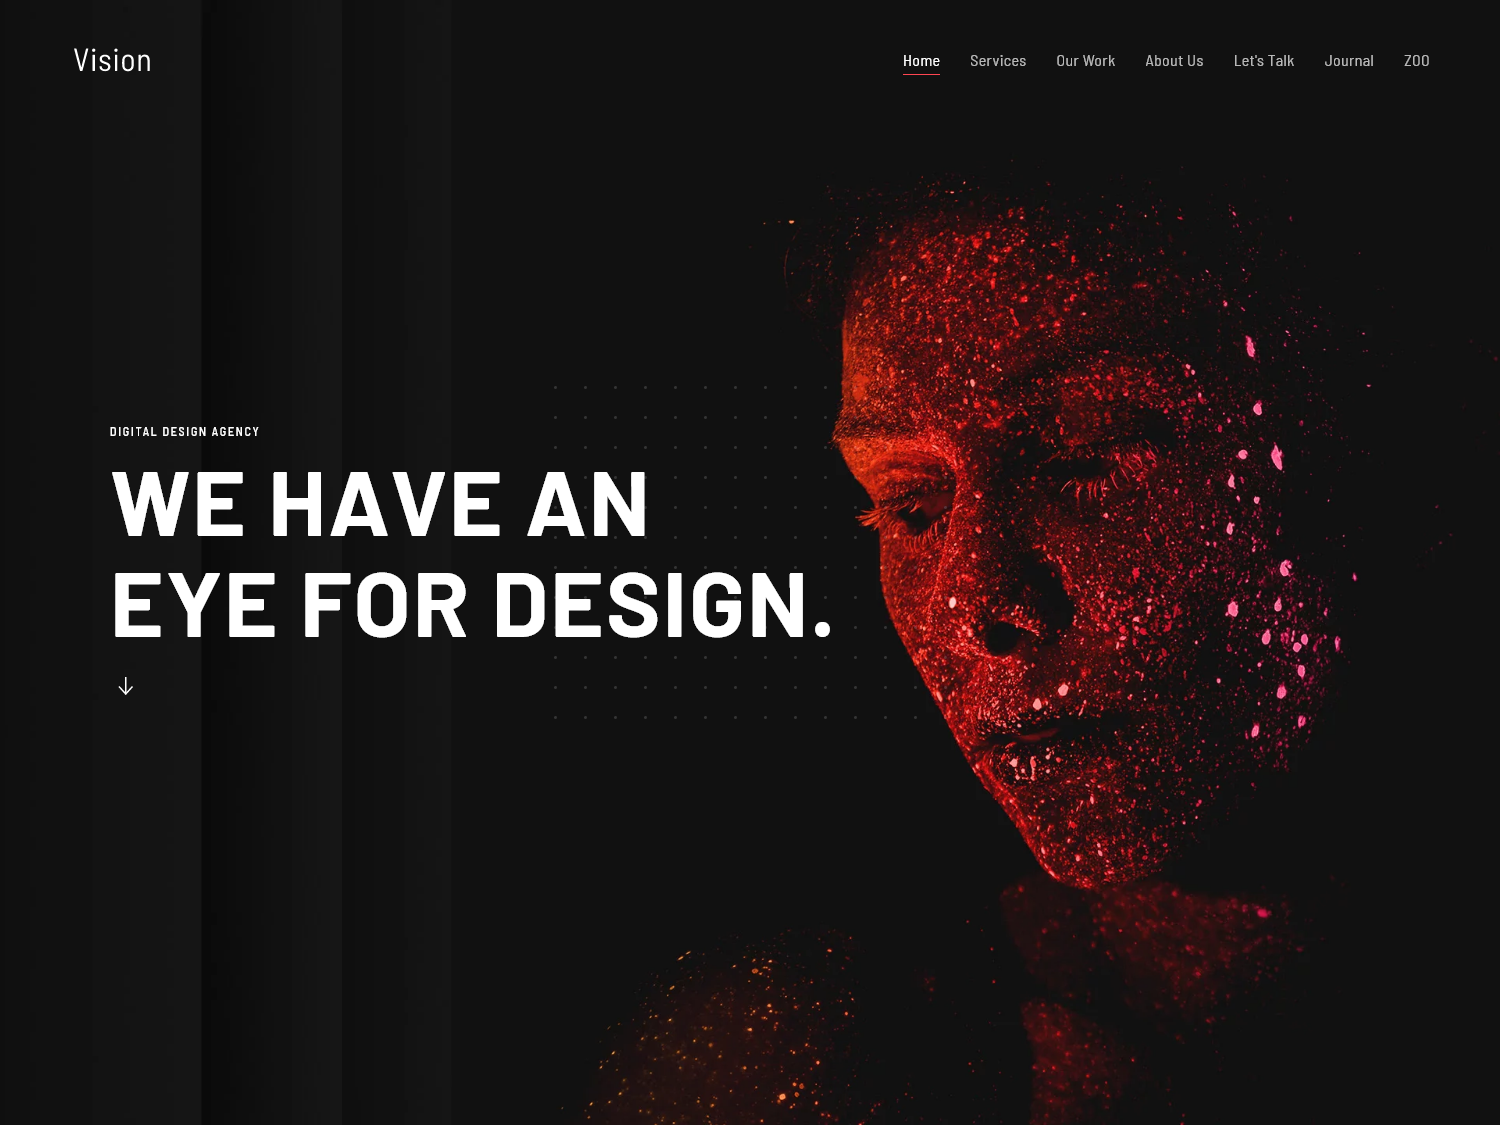 Vision
Home Services Our Work About Us Let's Talk Journal ZOO
DIGITAL DESIGN AGENCY
WE HAVE AN
EYE FOR DESIGN.